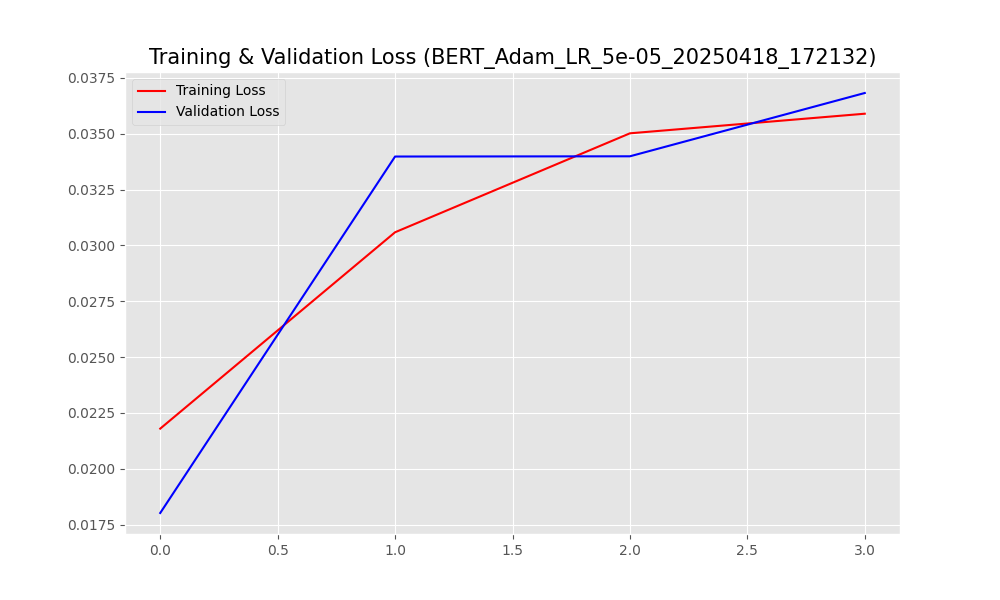 Training & Validation Loss (BERT_Adam_LR_5e-05_20250418_172132)
Training Loss
Validation Loss
0.0375
0.0350
0.0325
0.0300
0.0275
0.0250
0.0225
0.0200
0.0175
0.0 0.5 1.0 1.5 2.0 2.5 3.0